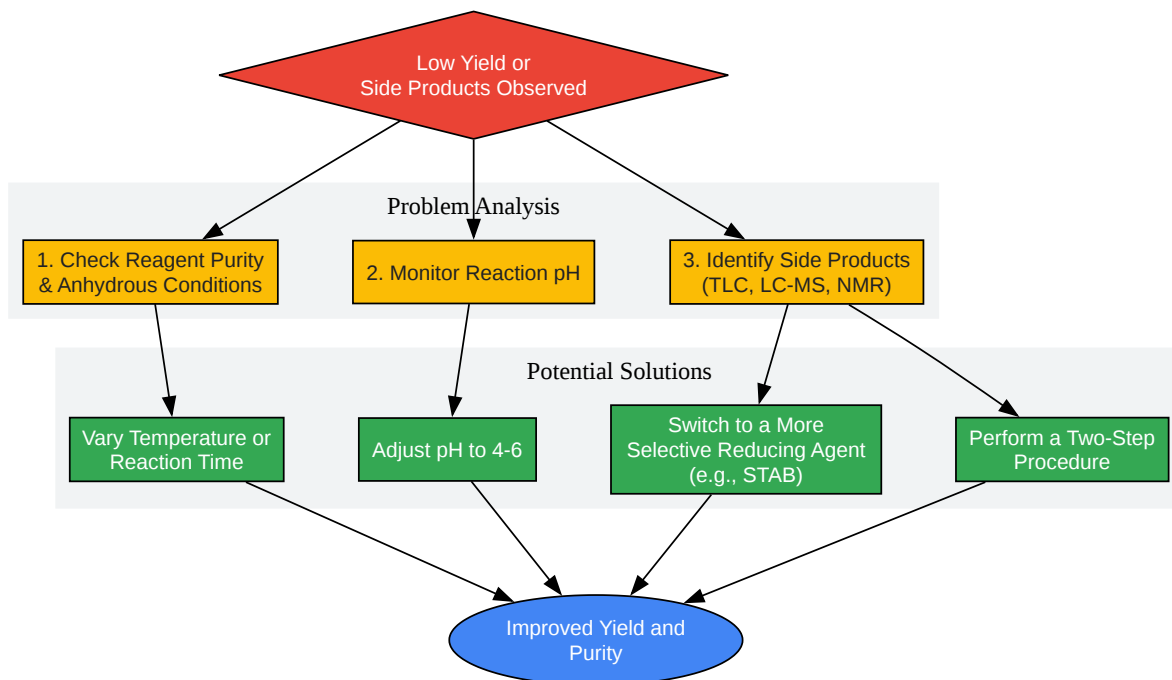 Low Yield or
Side Products Observed
Problem Analysis
1. Check Reagent Purity
& Anhydrous Conditions
2. Monitor Reaction pH
3. Identify Side Products
(TLC, LC-MS, NMR)
Potential Solutions
Vary Temperature or
Reaction Time
Adjust pH to 4-6
Switch to a More
Selective Reducing Agent
(e.g., STAB)
Perform a Two-Step
Procedure
Improved Yield and
Purity